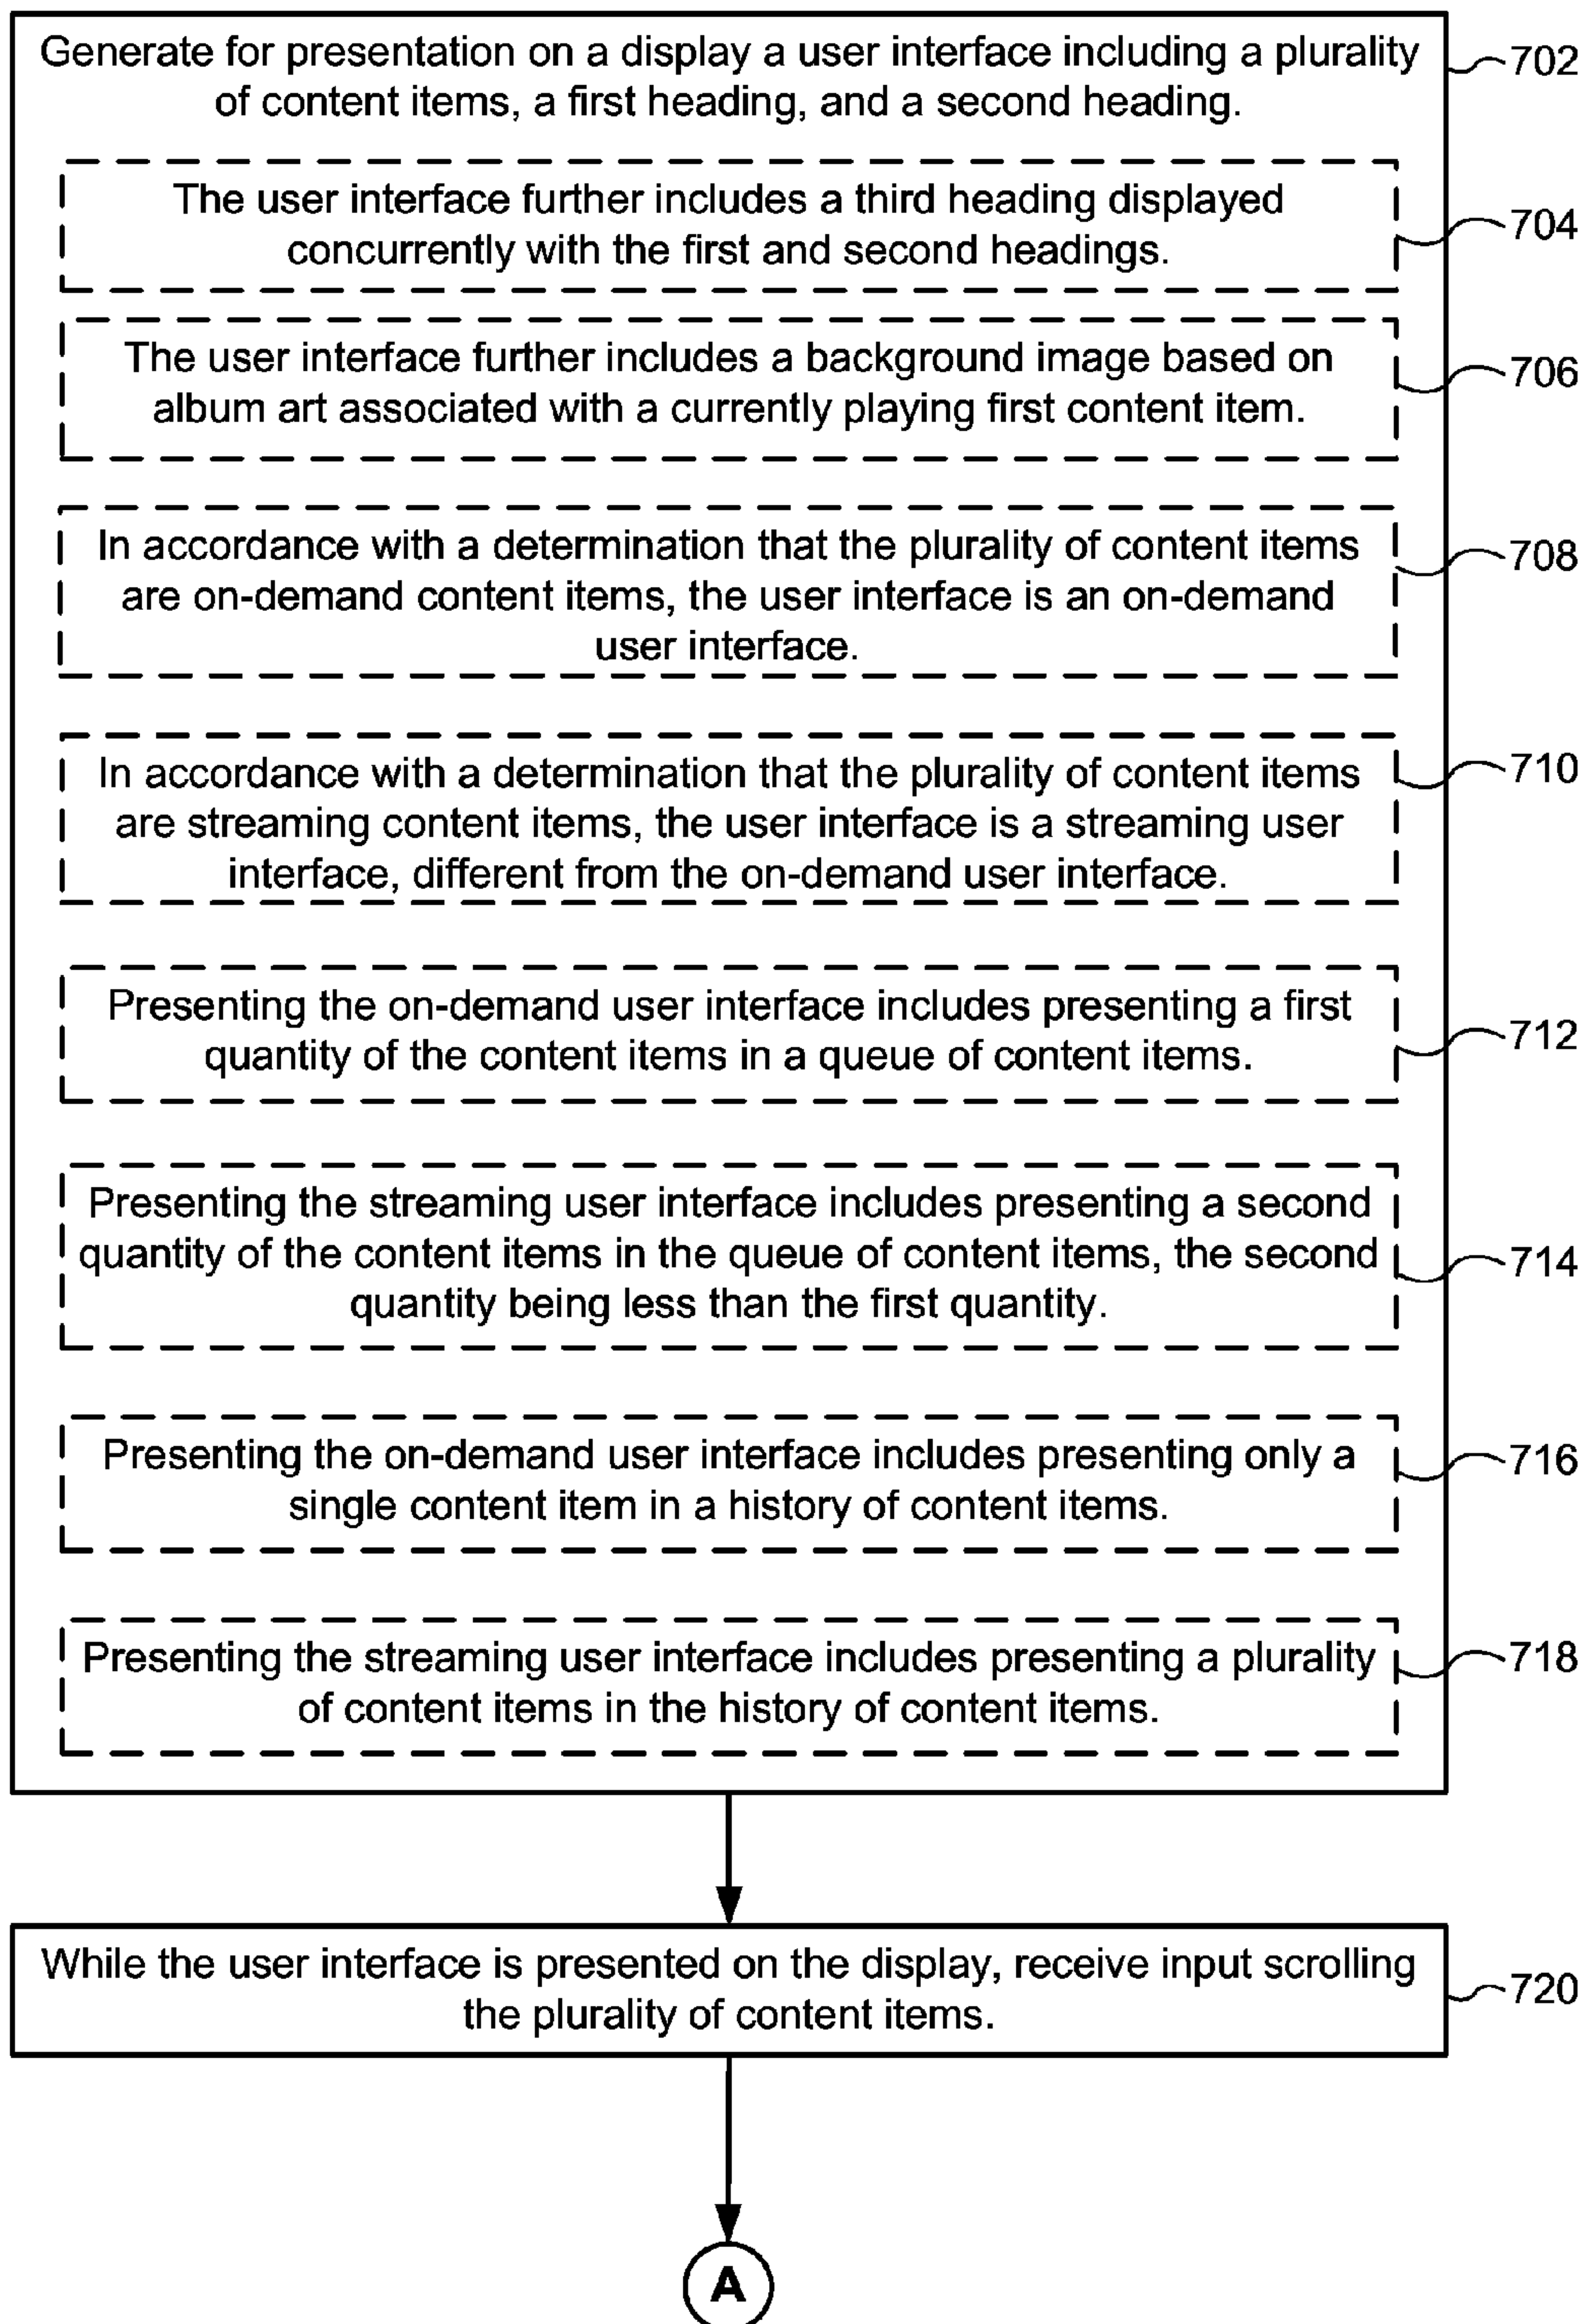 Generate for presentation on a display a user interface including a plurality
of content items, a first heading, and a second heading.
702
The user interface further includes a third heading displayed
concurrently with the first and second headings.
704
The user interface further includes a background image based on
album art associated with a currently playing first content item.
706
In accordance with a determination that the plurality of content items
are on-demand content items, the user interface is an on-demand
user interface.
708
In accordance with a determination that the plurality of content items
are streaming content items, the user interface is a streaming user
interface, different from the on-demand user interface.
710
Presenting the on-demand user interface includes presenting a first
quantity of the content items in a queue of content items.
712
Presenting the streaming user interface includes presenting a second
quantity of the content items in the queue of content items, the second
quantity being less than the first quantity.
714
Presenting the on-demand user interface includes presenting only a
single content item in a history of content items.
716
Presenting the streaming user interface includes presenting a plurality
of content items in the history of content items.
718
While the user interface is presented on the display, receive input scrolling
the plurality of content items.
720
A